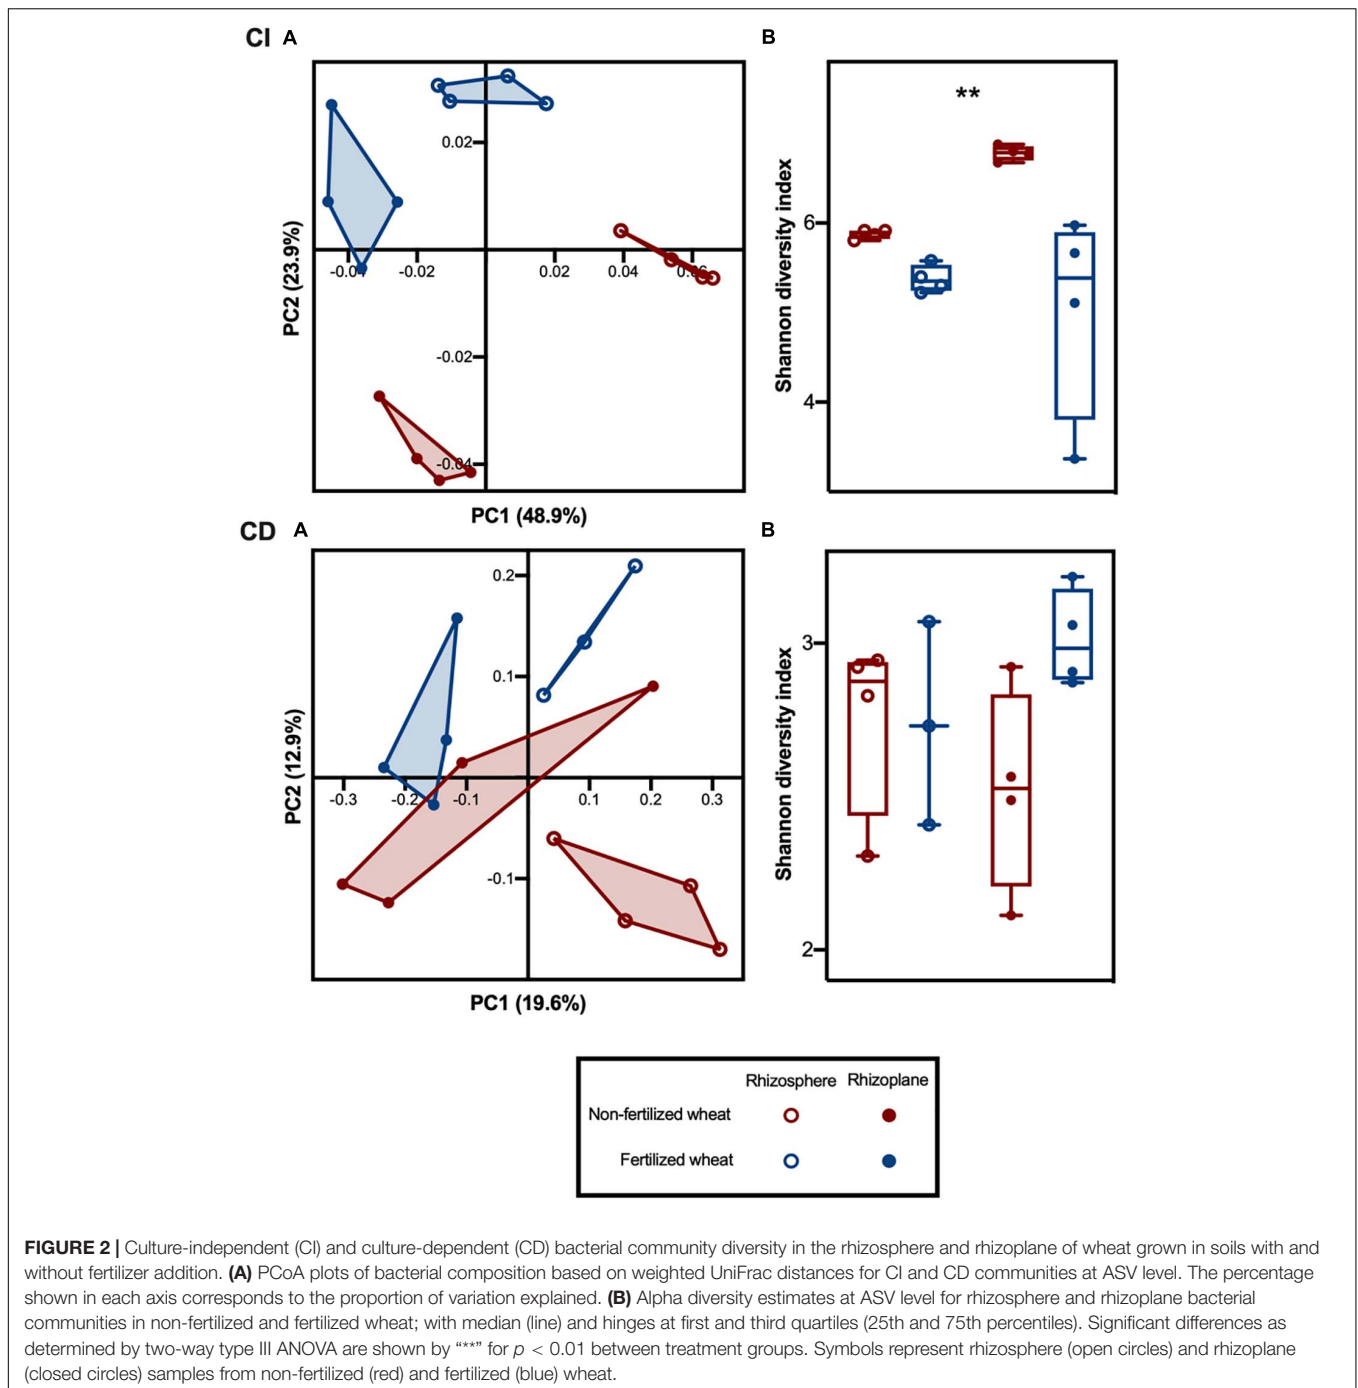 CI A
B
**
0.02
-0.04
-0.02
0.02
0.04
0.06
-0.02
-0.04
PC2 (23.9%)
PC1 (48.9%)
Shannon diversity index
6
4
CD A
B
0.2
0.1
-0.3
-0.2
-0.1
0.1
0.2
0.3
-0.1
PC2 (12.9%)
PC1 (19.6%)
Shannon diversity index
3
2
Rhizosphere Rhizoplane
Non-fertilized wheat
Fertilized wheat
FIGURE 2 | Culture-independent (CI) and culture-dependent (CD) bacterial community diversity in the rhizosphere and rhizoplane of wheat grown in soils with and
without fertilizer addition. (A) PCoA plots of bacterial composition based on weighted UniFrac distances for CI and CD communities at ASV level. The percentage
shown in each axis corresponds to the proportion of variation explained. (B) Alpha diversity estimates at ASV level for rhizosphere and rhizoplane bacterial
communities in non-fertilized and fertilized wheat; with median (line) and hinges at first and third quartiles (25th and 75th percentiles). Significant differences as
determined by two-way type III ANOVA are shown by “**” for p < 0.01 between treatment groups. Symbols represent rhizosphere (open circles) and rhizoplane
(closed circles) samples from non-fertilized (red) and fertilized (blue) wheat.